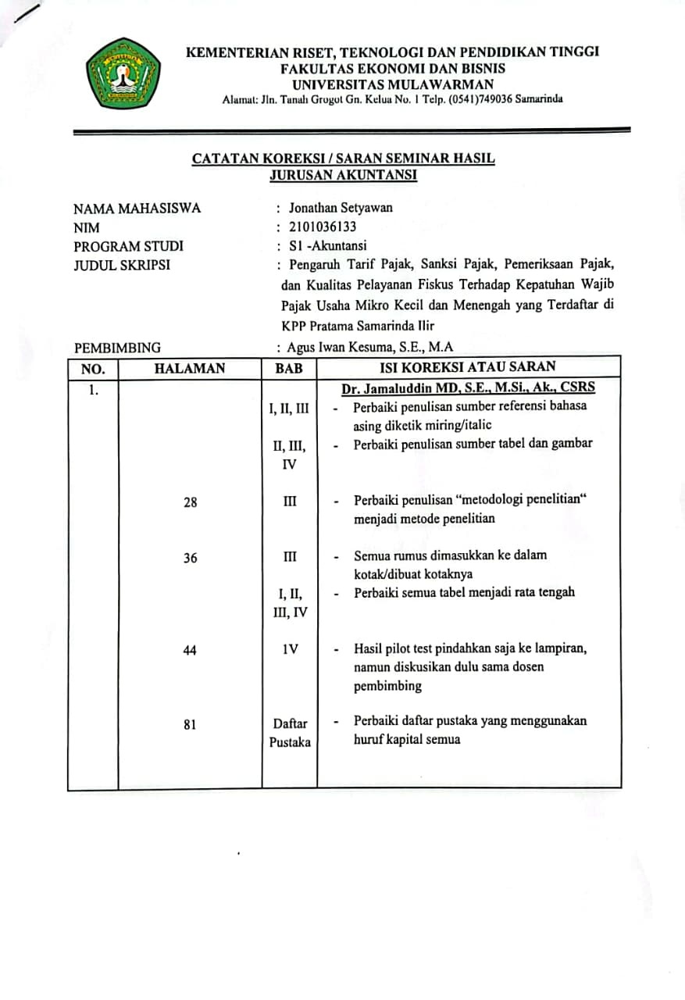 KEMENTERIAN RISET, TEKNOLOGI DAN PENDIDIKAN TINGGI
FAKULTAS EKONOMI DAN BISNIS
UNIVERSITAS MULAWARMAN
Alamat: Jln. Tanah Grogot Gn. Kelua No. 1 Telp. (0541)749036 Samarinda
CATATAN KOREKSI / SARAN SEMINAR HASIL
JURUSAN AKUNTANSI
NAMA MAHASISWA : Jonathan Setyawan
NIM : 2101036133
PROGRAM STUDI : S1 -Akuntansi
JUDUL SKRIPSI : Pengaruh Tarif Pajak, Sanksi Pajak, Pemeriksaan Pajak,
dan Kualitas Pelayanan Fiskus Terhadap Kepatuhan Wajib
Pajak Usaha Mikro Kecil dan Menengah yang Terdaftar di
KPP Pratama Samarinda Ilir
PEMBIMBING : Agus Iwan Kesuma, S.E., M.A
NO. HALAMAN BAB ISI KOREKSI ATAU SARAN
1. Dr. Jamaluddin MD, S.E., M.Si., Ak., CSRS
I, II, III - Perbaiki penulisan sumber referensi bahasa
asing diketik miring/italic
II, III, - Perbaiki penulisan sumber tabel dan gambar
IV
28 III - Perbaiki penulisan “metodologi penelitian“
menjadi metode penelitian
36 III - Semua rumus dimasukkan ke dalam
kotak/dibuat kotaknya
I, II, - Perbaiki semua tabel menjadi rata tengah
III, IV
44 1V - Hasil pilot test pindahkan saja ke lampiran,
namun diskusikan dulu sama dosen
pembimbing
81 Daftar - Perbaiki daftar pustaka yang menggunakan
Pustaka huruf kapital semua